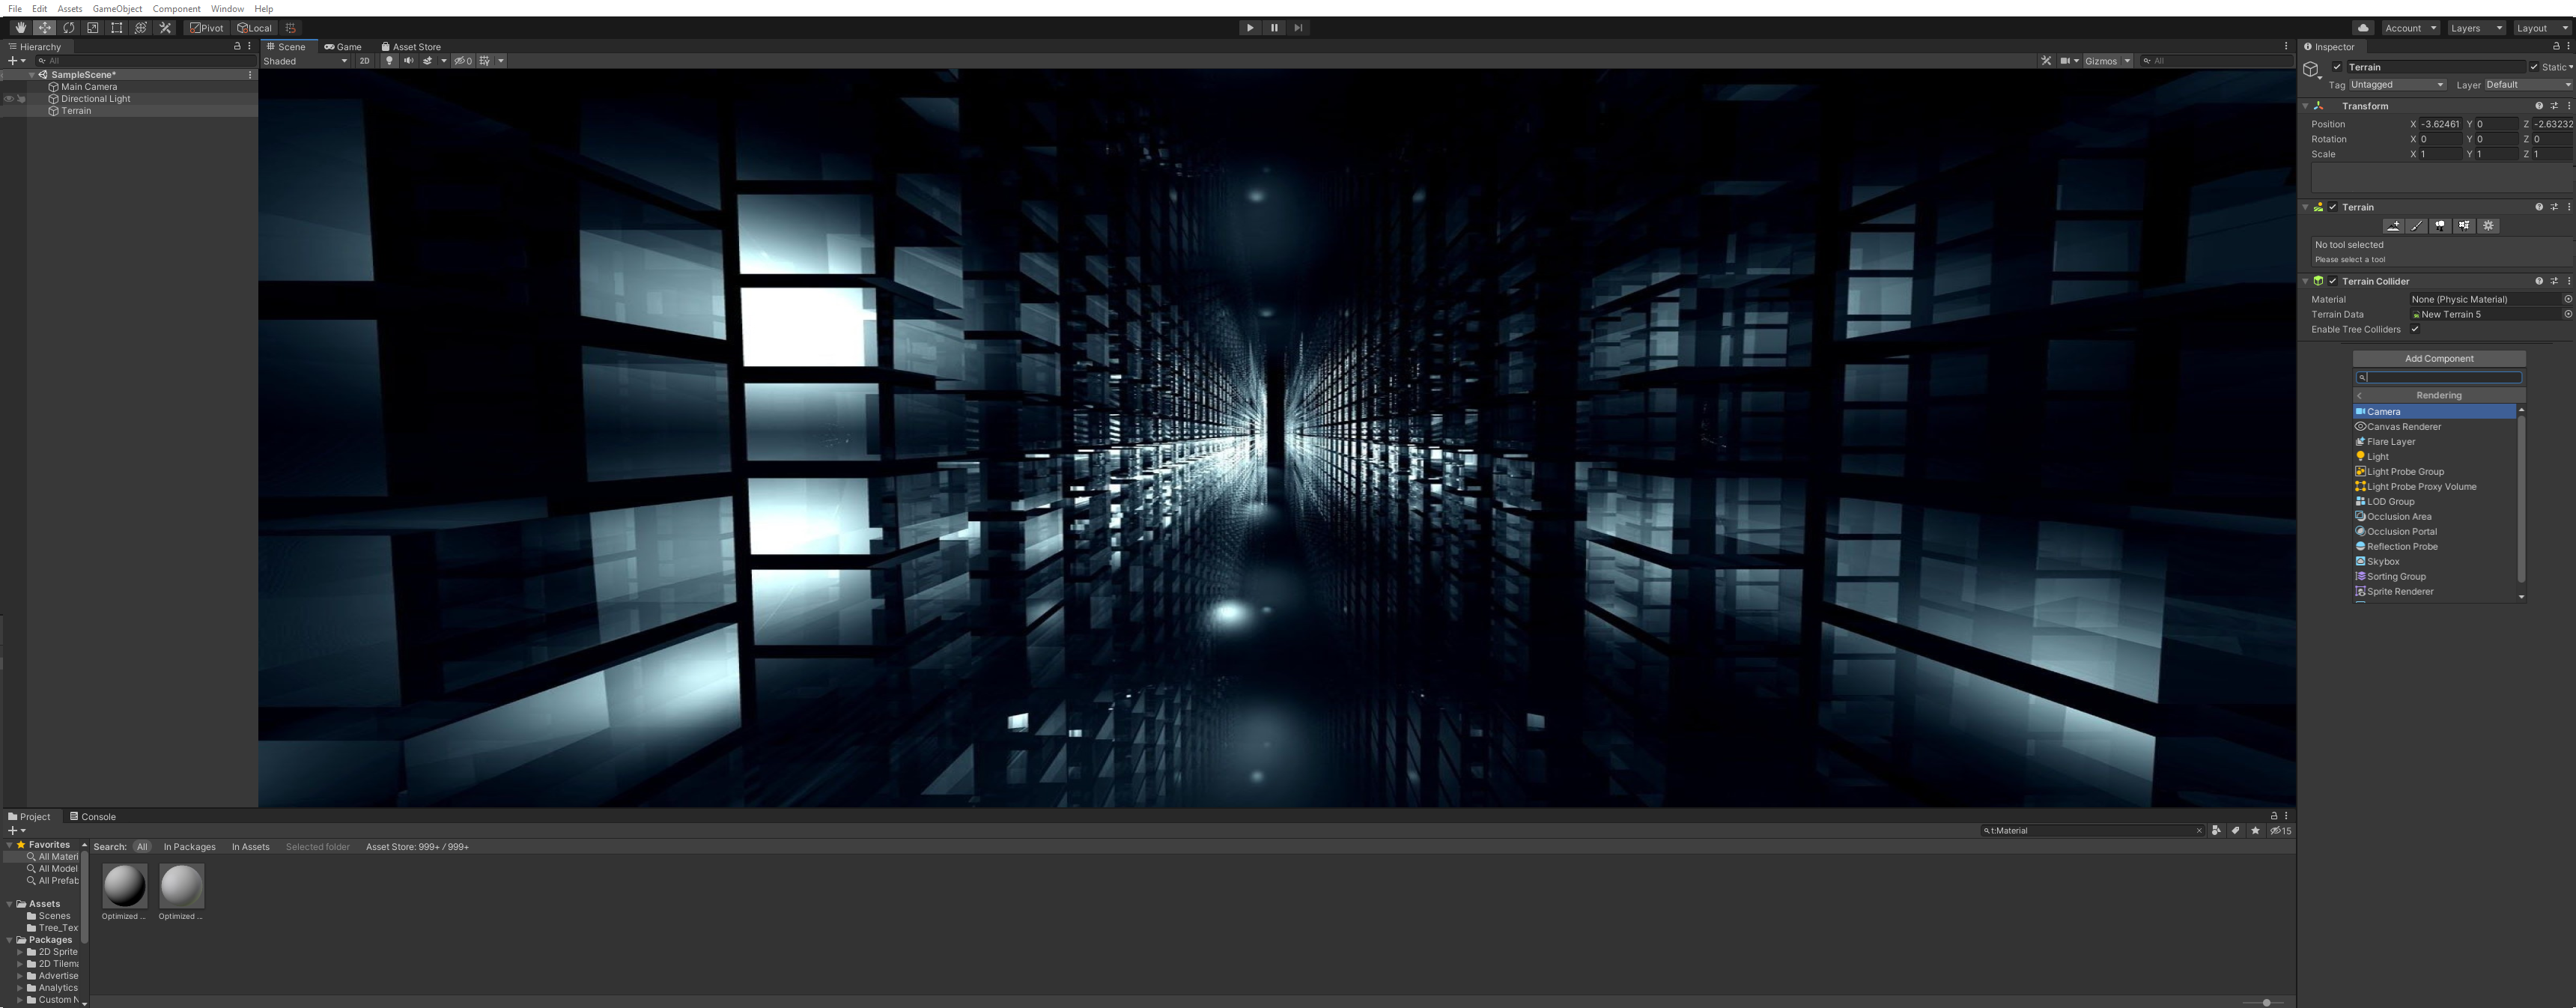 File Edit Assets GameObject Component Window Help
Pivot Local
Account Layers Layout
Hierarchy
All
SampleScene*
Main Camera
Directional Light
Terrain
Scene Game Asset Store
Shaded 2D 0 Gizmos All
Inspector
Terrain Static
Tag Untagged Layer Default
Transform
Position X -3.62461 Y 0 Z -2.63232
Rotation X 0 Y 0 Z 0
Scale X 1 Y 1 Z 1
Terrain
No tool selected
Please select a tool
Terrain Collider
Material None (Physic Material)
Terrain Data New Terrain 5
Enable Tree Colliders
Add Component
Rendering
Camera
Canvas Renderer
Flare Layer
Light
Light Probe Group
Light Probe Proxy Volume
LOD Group
Occlusion Area
Occlusion Portal
Reflection Probe
Skybox
Sorting Group
Sprite Renderer
Project Console
t:Material 15
Favorites
All Materi
All Model
All Prefab
Assets
Scenes
Tree_Tex
Packages
2D Sprite
2D Tilema
Advertise
Analytics
Custom N
Search: All In Packages In Assets Selected folder Asset Store: 999+ / 999+
Optimized ... Optimized ...